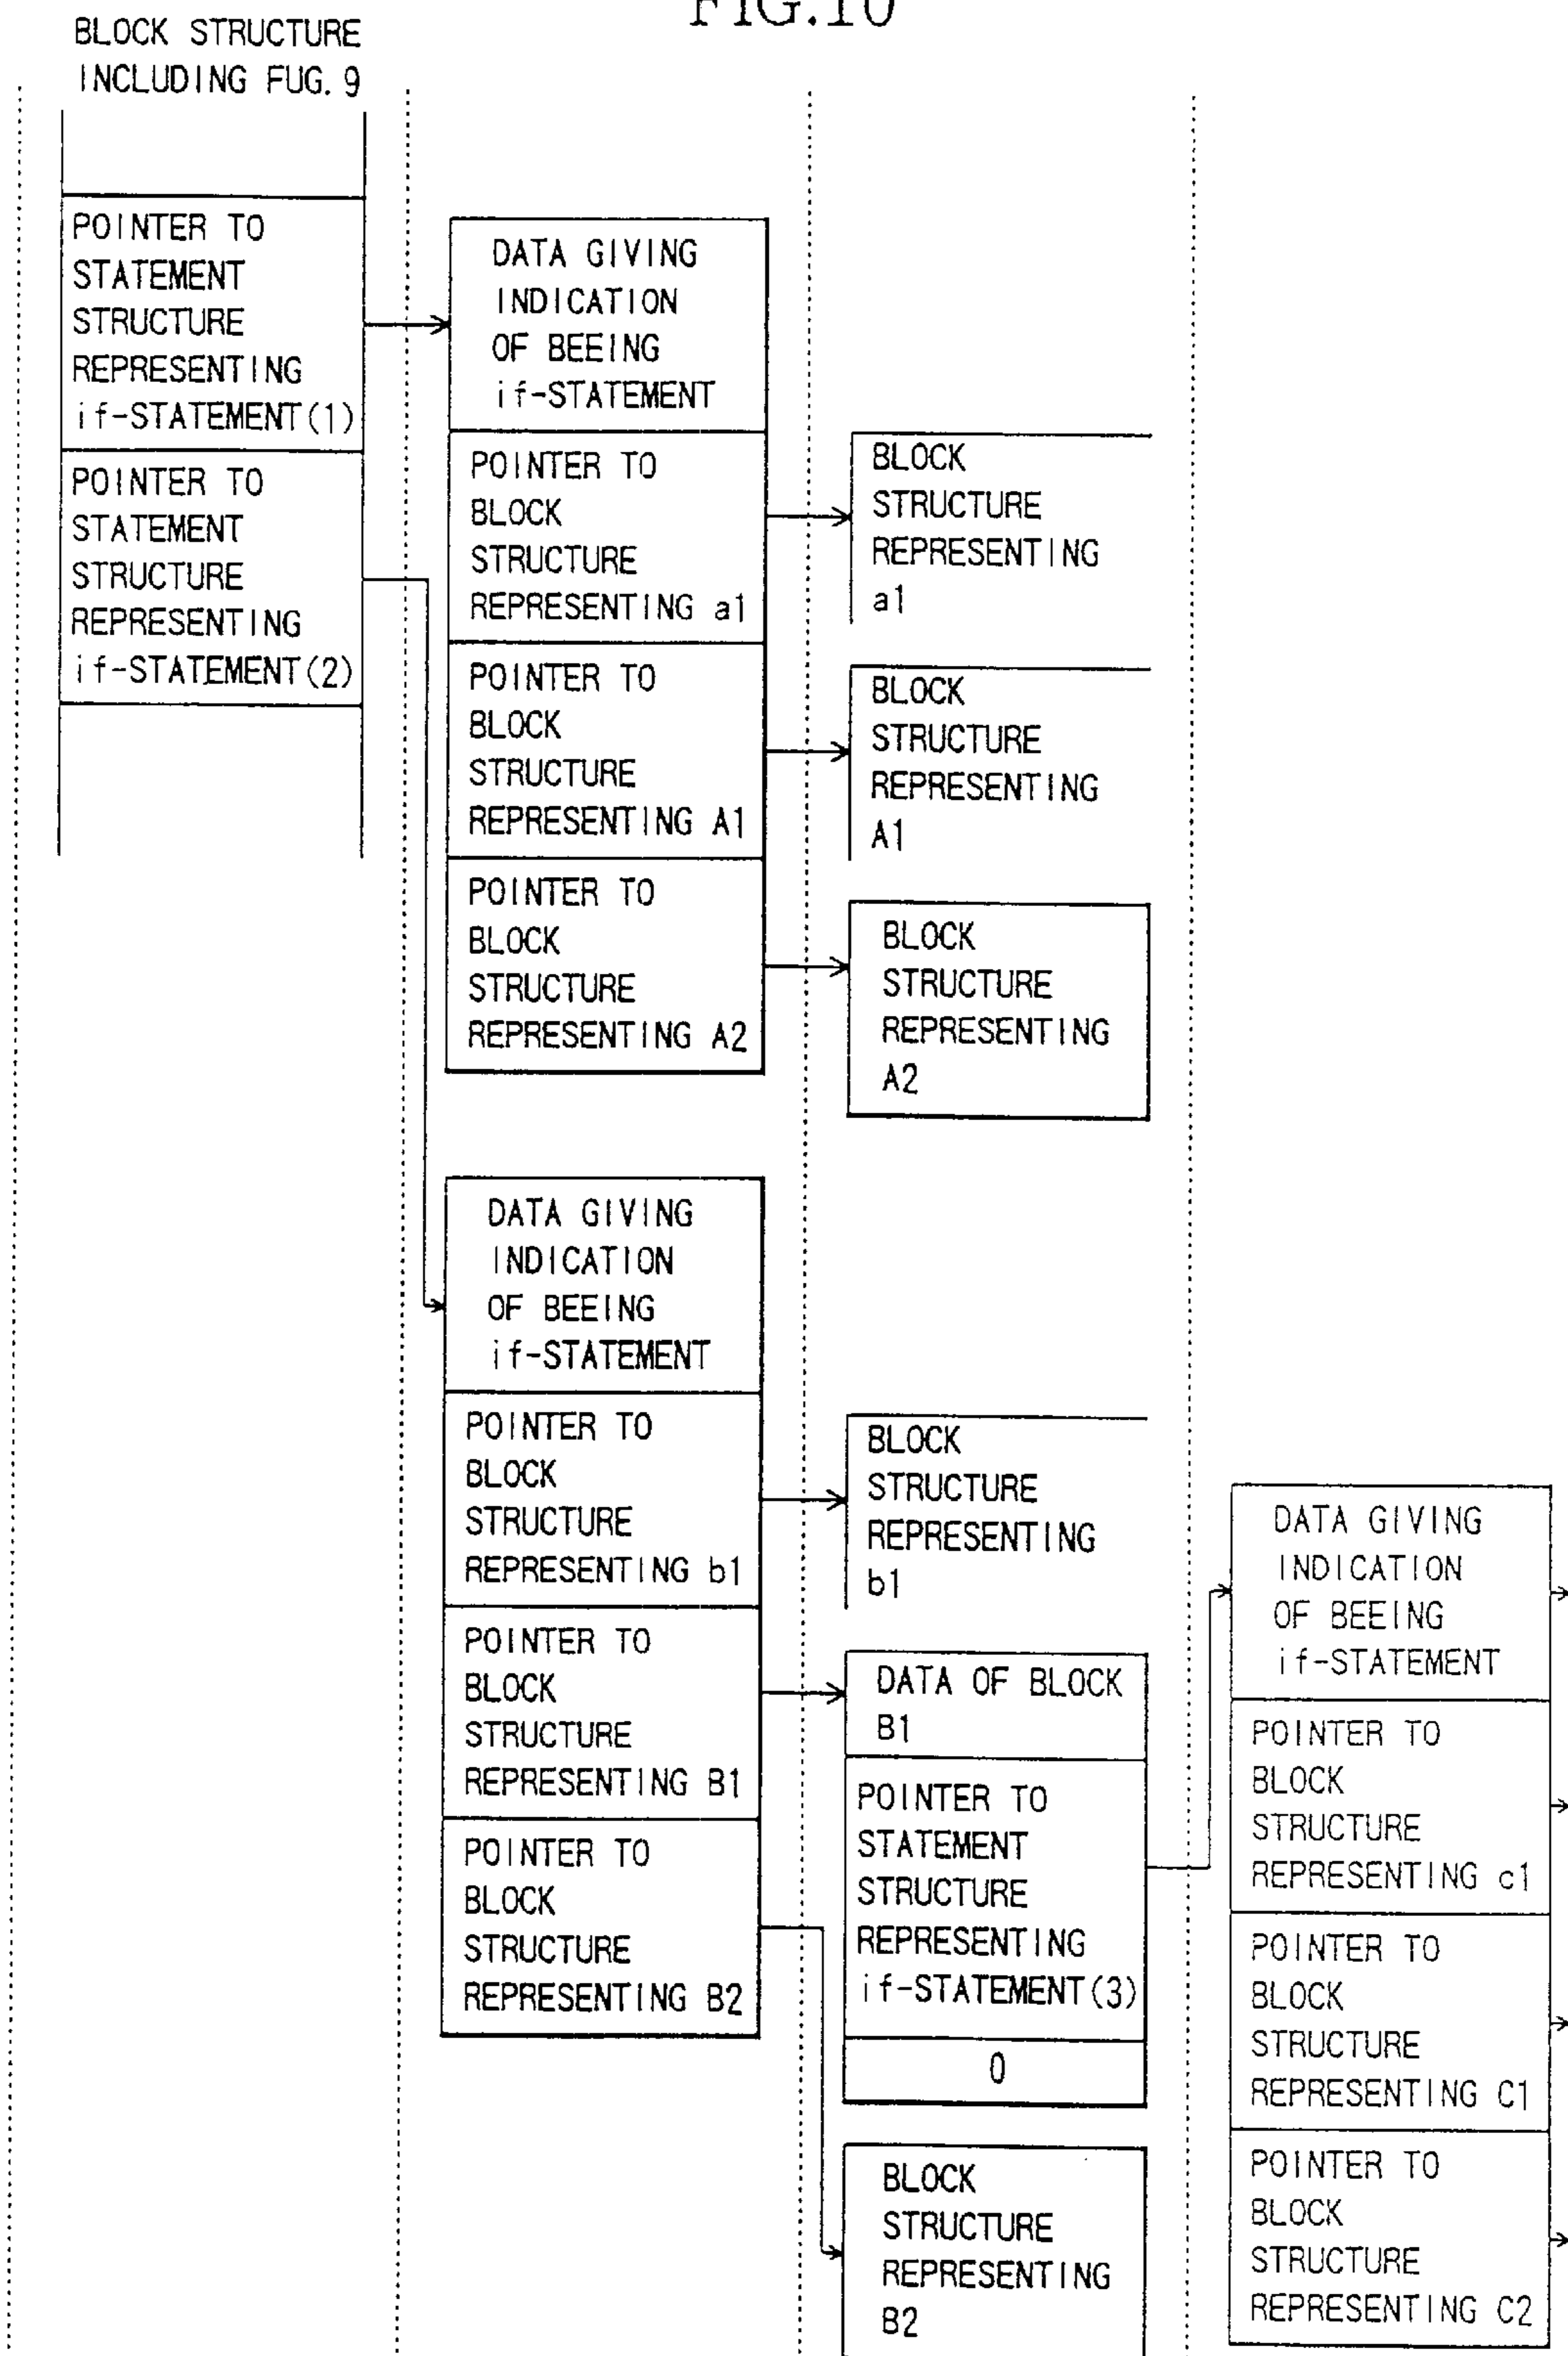 FIG.10
BLOCK STRUCTURE
INCLUDING FUG.9
POINTER TO
STATEMENT
STRUCTURE
REPRESENTING
if-STATEMENT(1)
POINTER TO
STATEMENT
STRUCTURE
REPRESENTING
if-STATEMENT(2)
DATA GIVING
INDICATION
OF BEEING
if-STATEMENT
POINTER TO
BLOCK
STRUCTURE
REPRESENTING a1
POINTER TO
BLOCK
STRUCTURE
REPRESENTING A1
POINTER TO
BLOCK
STRUCTURE
REPRESENTING A2
BLOCK
STRUCTURE
REPRESENTING
a1
BLOCK
STRUCTURE
REPRESENTING
A1
BLOCK
STRUCTURE
REPRESENTING
A2
DATA GIVING
INDICATION
OF BEEING
if-STATEMENT
POINTER TO
BLOCK
STRUCTURE
REPRESENTING b1
POINTER TO
BLOCK
STRUCTURE
REPRESENTING B1
POINTER TO
BLOCK
STRUCTURE
REPRESENTING B2
BLOCK
STRUCTURE
REPRESENTING
b1
DATA OF BLOCK
B1
POINTER TO
STATEMENT
STRUCTURE
REPRESENTING
if-STATEMENT(3)
0
BLOCK
STRUCTURE
REPRESENTING
B2
DATA GIVING
INDICATION
OF BEEING
if-STATEMENT
POINTER TO
BLOCK
STRUCTURE
REPRESENTING c1
POINTER TO
BLOCK
STRUCTURE
REPRESENTING C1
POINTER TO
BLOCK
STRUCTURE
REPRESENTING C2